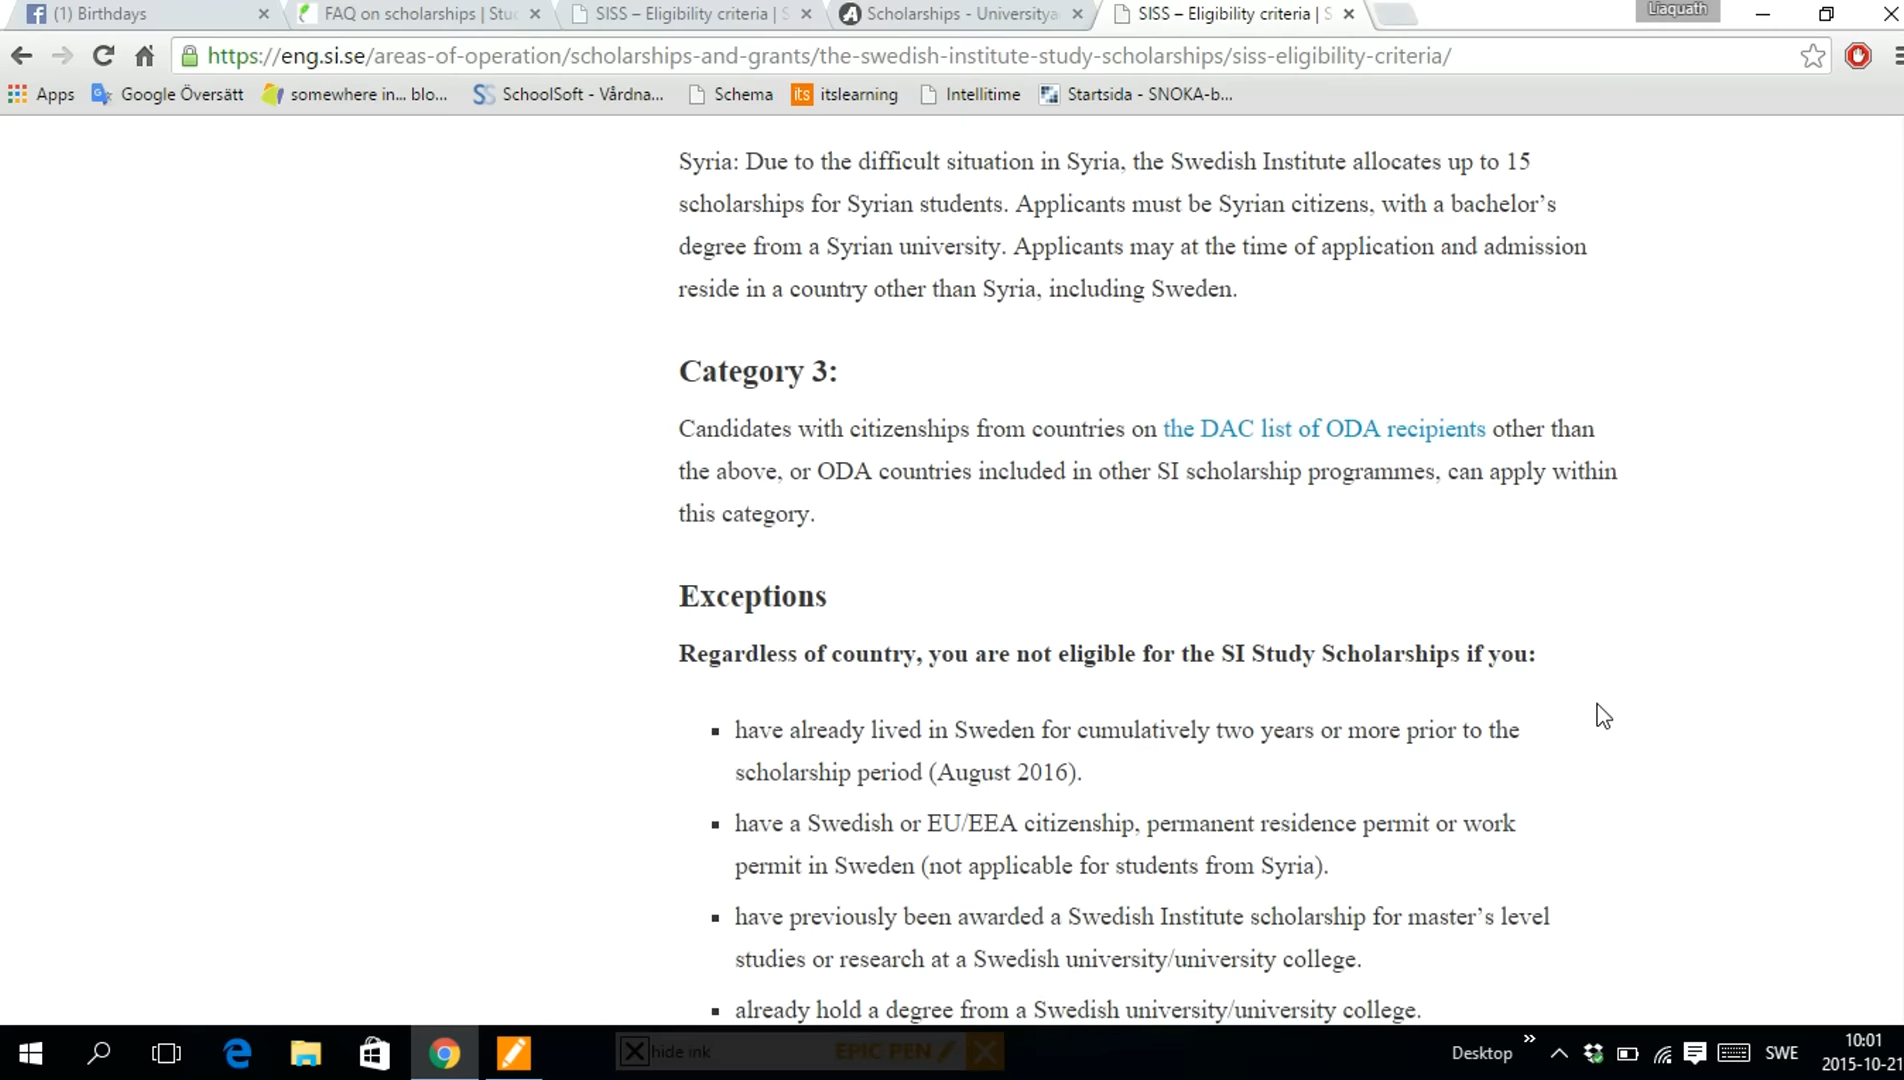 (1) Birthdays
FAQ on scholarships | Stu
SISS – Eligibility criteria | S
Scholarships - Universitya
SISS – Eligibility criteria | S
Liaquath
https://eng.si.se/areas-of-operation/scholarships-and-grants/the-swedish-institute-study-scholarships/siss-eligibility-criteria/
Apps
Google Översätt
somewhere in... blo...
SchoolSoft - Vårdna...
Schema
its itslearning
Intellitime
Startsida - SNOKA-b...
Syria: Due to the difficult situation in Syria, the Swedish Institute allocates up to 15
scholarships for Syrian students. Applicants must be Syrian citizens, with a bachelor’s
degree from a Syrian university. Applicants may at the time of application and admission
reside in a country other than Syria, including Sweden.
Category 3:
Candidates with citizenships from countries on the DAC list of ODA recipients other than
the above, or ODA countries included in other SI scholarship programmes, can apply within
this category.
Exceptions
Regardless of country, you are not eligible for the SI Study Scholarships if you:
have already lived in Sweden for cumulatively two years or more prior to the
scholarship period (August 2016).
have a Swedish or EU/EEA citizenship, permanent residence permit or work
permit in Sweden (not applicable for students from Syria).
have previously been awarded a Swedish Institute scholarship for master’s level
studies or research at a Swedish university/university college.
already hold a degree from a Swedish university/university college.
hide ink
EPIC PEN
Desktop
SWE
10:01
2015-10-21